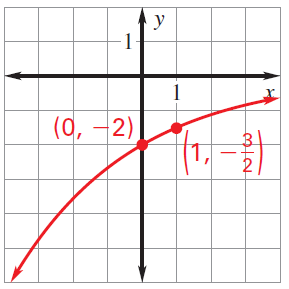 y
1
1
x
(0, −2)
(1, −3/2)